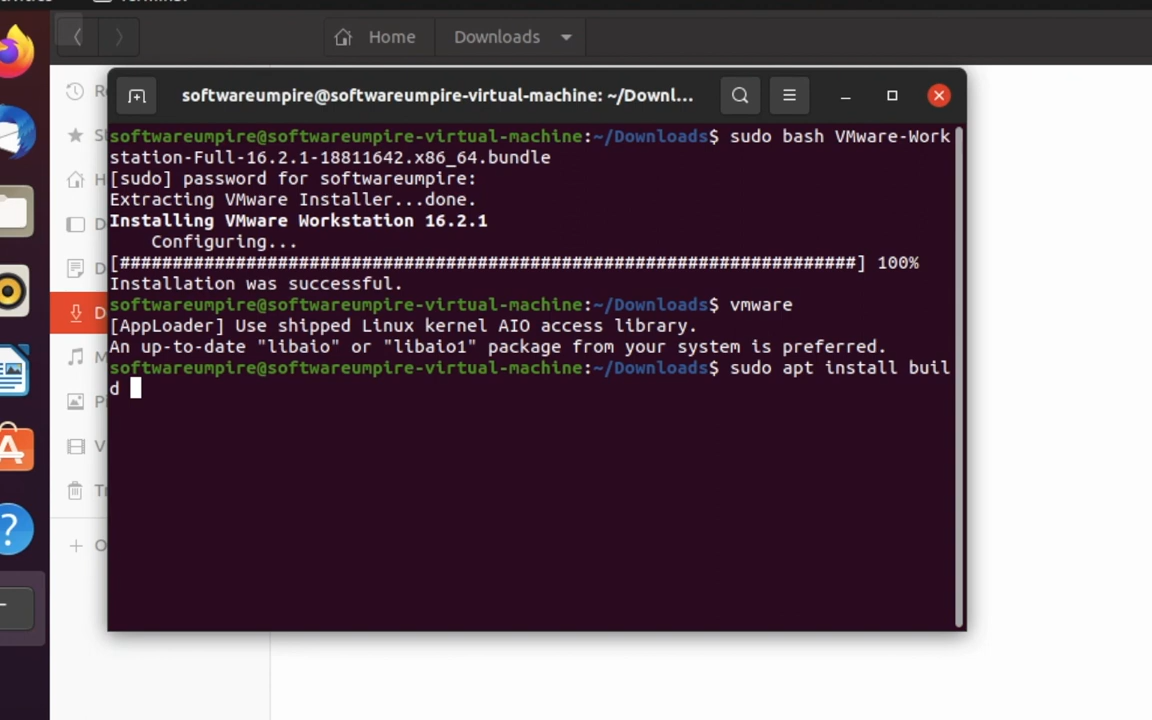 Home
Downloads
softwareumpire@softwareumpire-virtual-machine: ~/Downl...
softwareumpire@softwareumpire-virtual-machine:~/Downloads$ sudo bash VMware-Work
station-Full-16.2.1-18811642.x86_64.bundle
[sudo] password for softwareumpire:
Extracting VMware Installer...done.
Installing VMware Workstation 16.2.1
Configuring...
[######################################################################] 100%
Installation was successful.
softwareumpire@softwareumpire-virtual-machine:~/Downloads$ vmware
[AppLoader] Use shipped Linux kernel AIO access library.
An up-to-date "libaio" or "libaio1" package from your system is preferred.
softwareumpire@softwareumpire-virtual-machine:~/Downloads$ sudo apt install buil
d